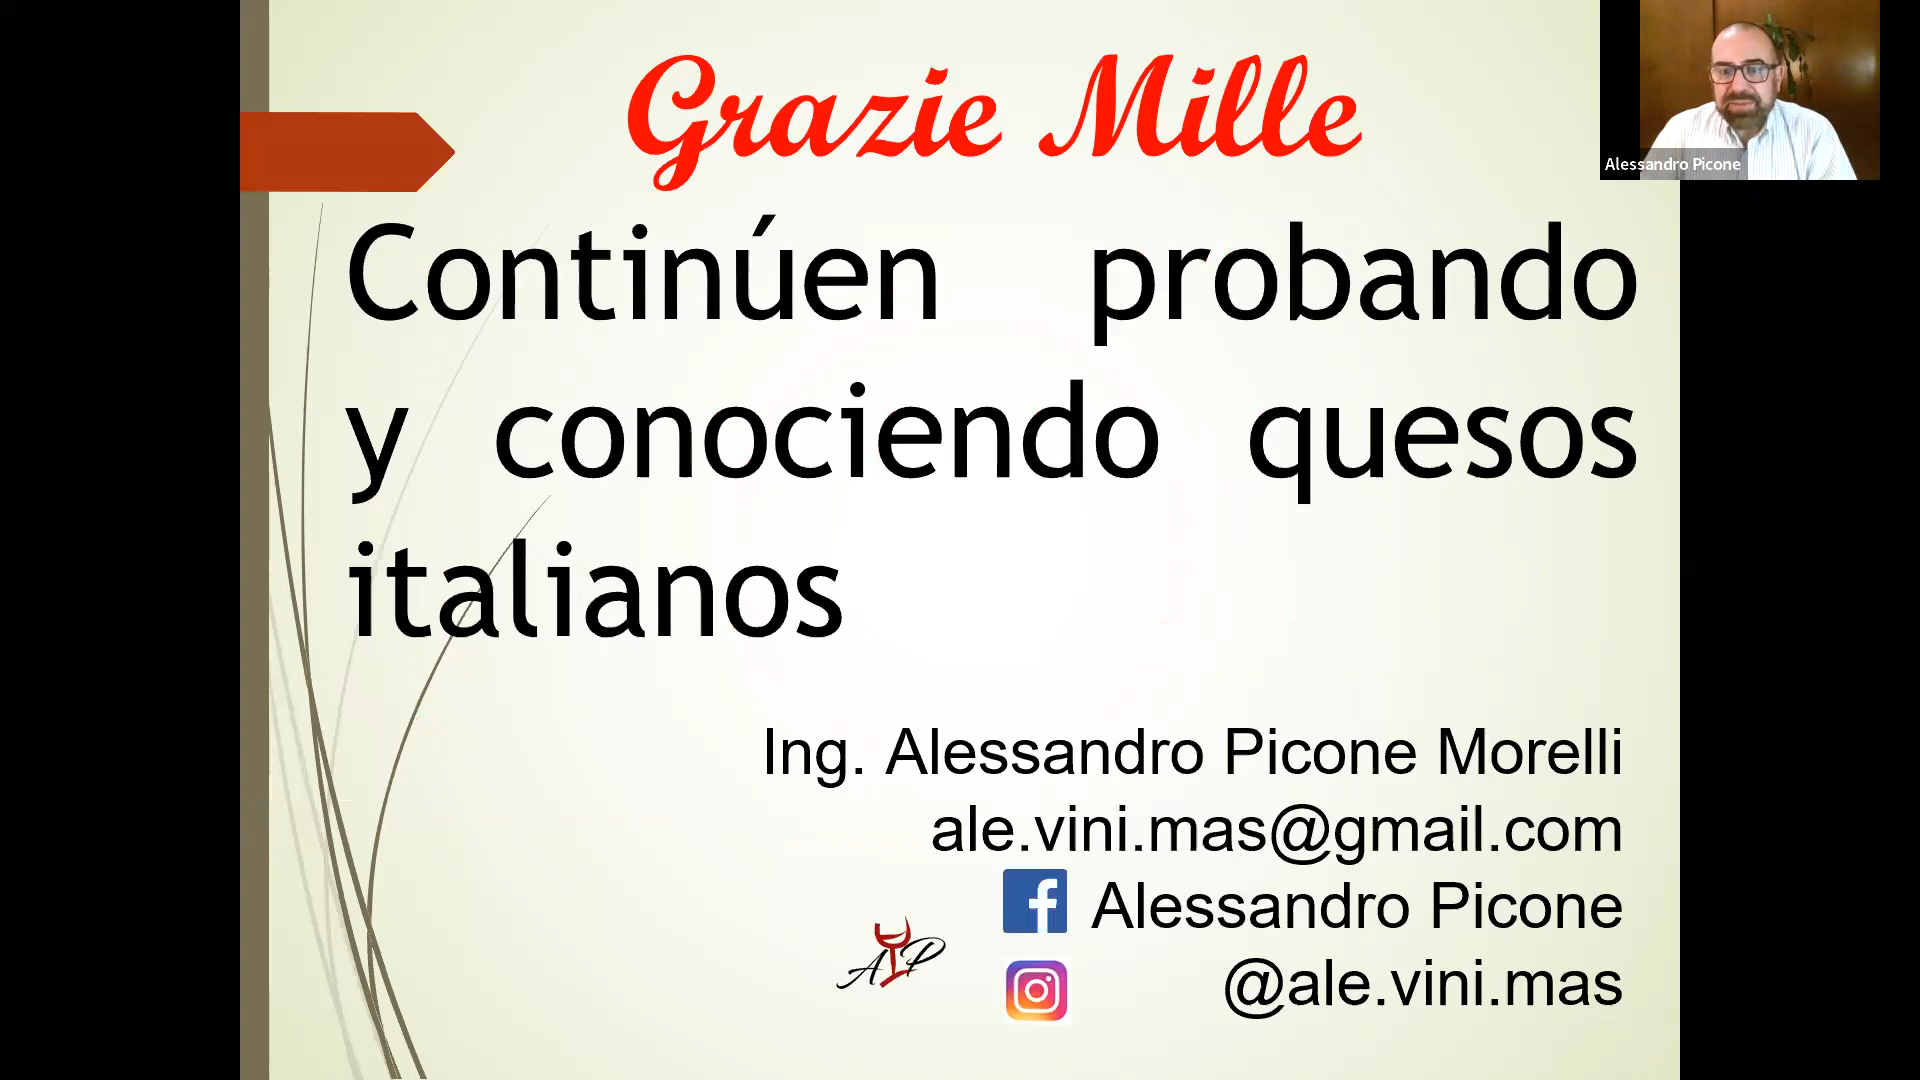 Grazie Mille
Alessandro Picone
Continúen probando
y conociendo quesos
italianos
Ing. Alessandro Picone Morelli
ale.vini.mas@gmail.com
Alessandro Picone
@ale.vini.mas
AP